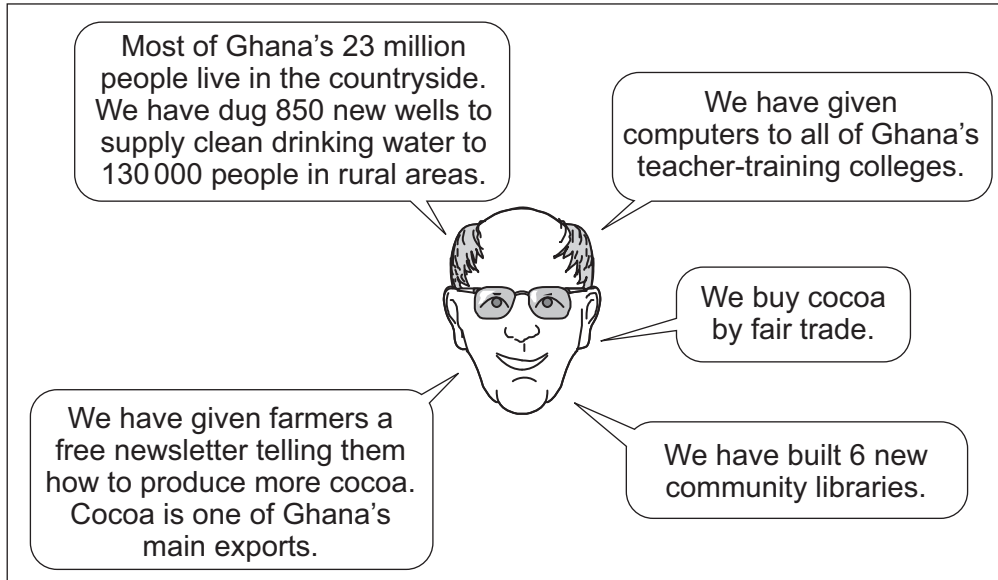 Most of Ghana’s 23 million
people live in the countryside.
We have dug 850 new wells to
supply clean drinking water to
130 000 people in rural areas.
We have given
computers to all of Ghana’s
teacher-training colleges.
We buy cocoa
by fair trade.
We have given farmers a
free newsletter telling them
how to produce more cocoa.
Cocoa is one of Ghana’s
main exports.
We have built 6 new
community libraries.